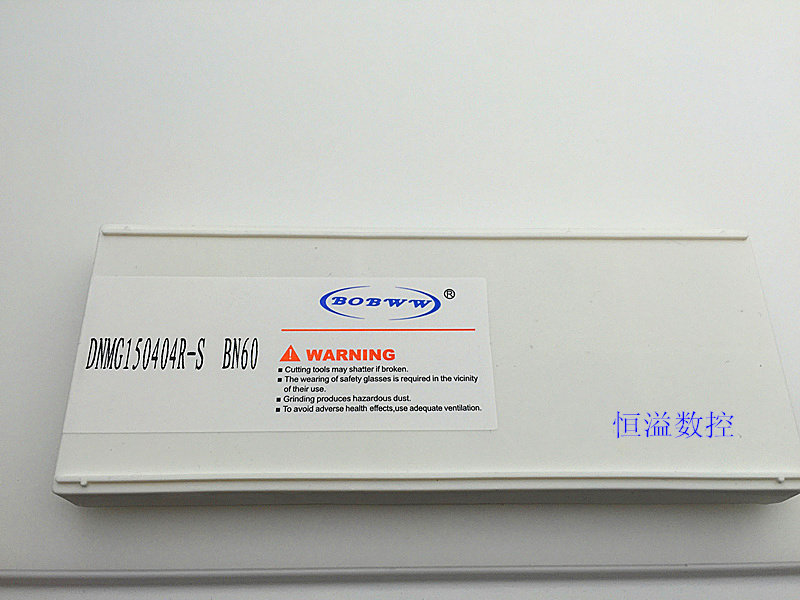 BOBWW®
DNMG150404R-S BN60
WARNING
■ Cutting tools may shatter if broken.
■ The wearing of safety glasses is required in the vicinity
of their use.
■ Grinding produces hazardous dust.
■ To avoid adverse health effects,use adequate ventilation.
恒溢数控